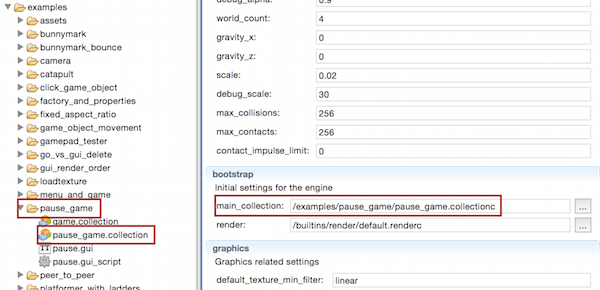 examples
assets
bunnymark
bunnymark_bounce
camera
catapult
click_game_object
factory_and_properties
fixed_aspect_ratio
game_object_movement
gamepad_tester
go_vs_gui_delete
gui_render_order
loadtexture
menu_and_game
pause_game
game.collection
pause_game.collection
pause.gui
pause.gui_script
peer_to_peer
platformer_with_ladders
debug_alpha: 0.9
world_count: 4
gravity_x: 0
gravity_z: 0
scale: 0.02
debug_scale: 30
max_collisions: 256
max_contacts: 256
contact_impulse_limit: 0
bootstrap
Initial settings for the engine
main_collection: /examples/pause_game/pause_game.collectionc ...
render: /builtins/render/default.renderc ...
graphics
Graphics related settings
default_texture_min_filter: linear